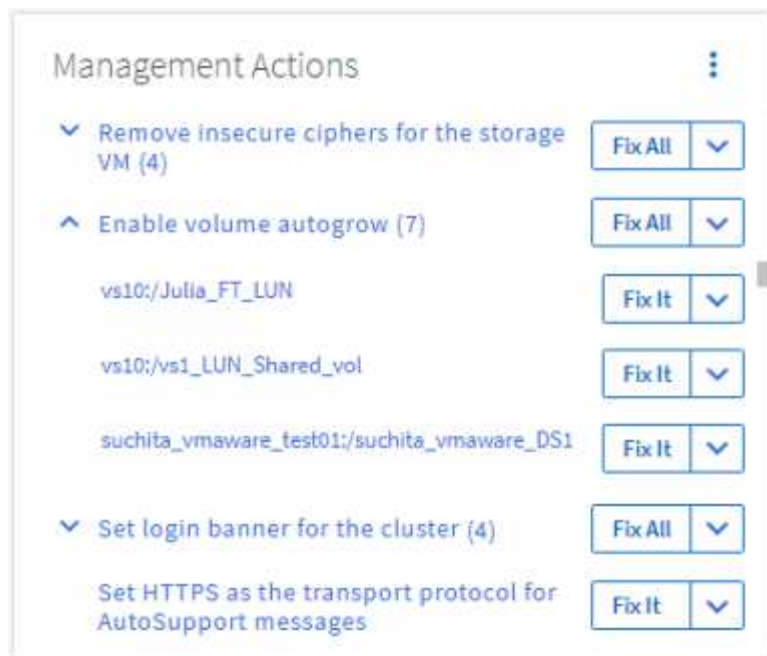 Management Actions
Remove insecure ciphers for the storage
VM (4)
Fix All
Enable volume autogrow (7)
Fix All
vs10:/Julia_FT_LUN
Fix It
vs10:/vs1_LUN_Shared_vol
Fix It
suchita_vmaware_test01:/suchita_vmaware_DS1
Fix It
Set login banner for the cluster (4)
Fix All
Set HTTPS as the transport protocol for
AutoSupport messages
Fix It